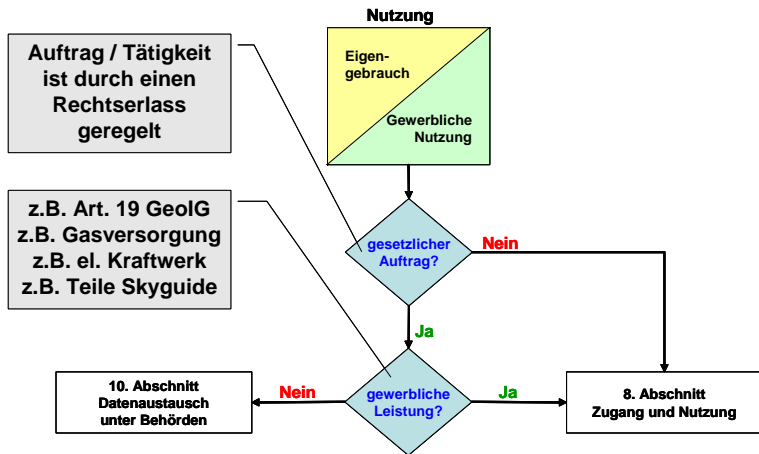 Nutzung
Auftrag / Tätigkeit
ist durch einen
Rechtserlass
geregelt
Eigen-
gebrauch
Gewerbliche
Nutzung
z.B. Art. 19 GeoIG
z.B. Gasversorgung
z.B. el. Kraftwerk
z.B. Teile Skyguide
gesetzlicher
Auftrag?
Nein
Ja
10. Abschnitt
Datenaustausch
unter Behörden
Nein
gewerbliche
Leistung?
Ja
8. Abschnitt
Zugang und Nutzung